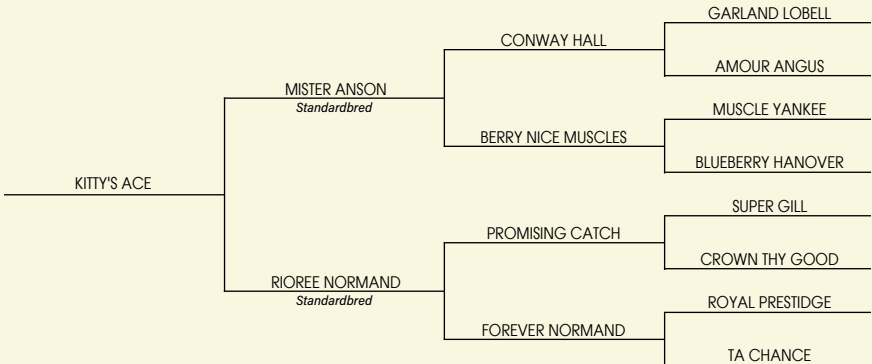 GARLAND LOBELL
CONWAY HALL
AMOUR ANGUS
MISTER ANSON
Standardbred
MUSCLE YANKEE
BERRY NICE MUSCLES
BLUEBERRY HANOVER
KITTY'S ACE
SUPER GILL
PROMISING CATCH
CROWN THY GOOD
RIOREE NORMAND
Standardbred
ROYAL PRESTIDGE
FOREVER NORMAND
TA CHANCE